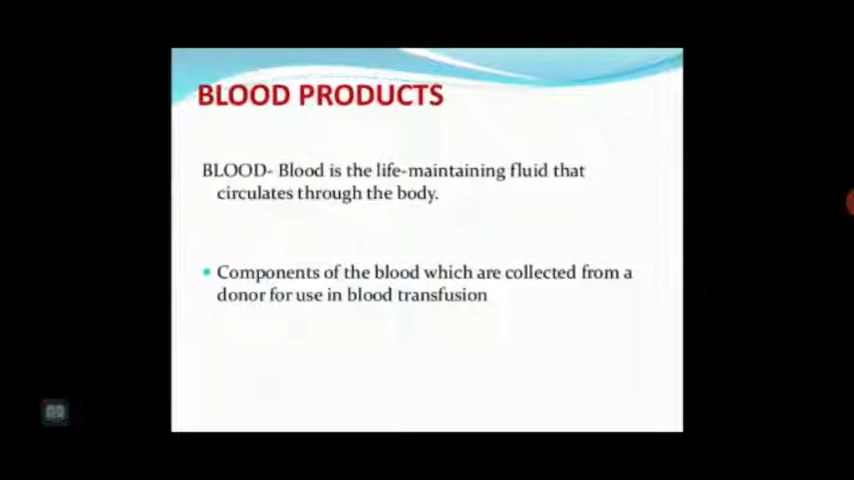 BLOOD PRODUCTS
BLOOD- Blood is the life-maintaining fluid that
circulates through the body.
• Components of the blood which are collected from a
donor for use in blood transfusion